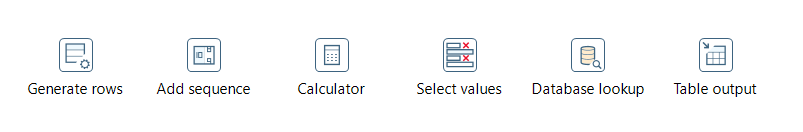 Generate rows
Add sequence
Calculator
Select values
Database lookup
Table output